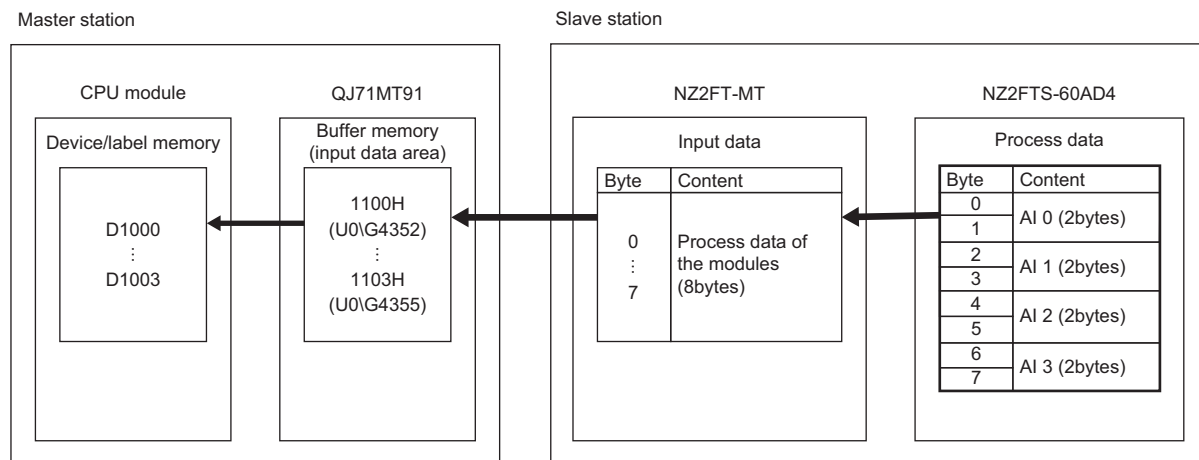 Master station
Slave station
CPU module
QJ71MT91
NZ2FT-MT
NZ2FTS-60AD4
Device/label memory
D1000
⋮
D1003
Buffer memory
(input data area)
1100H
(U0\G4352)
⋮
1103H
(U0\G4355)
Input data
Byte Content
0
⋮
7
Process data of
the modules
(8bytes)
Process data
Byte Content
0
1
AI 0 (2bytes)
2
3
AI 1 (2bytes)
4
5
AI 2 (2bytes)
6
7
AI 3 (2bytes)